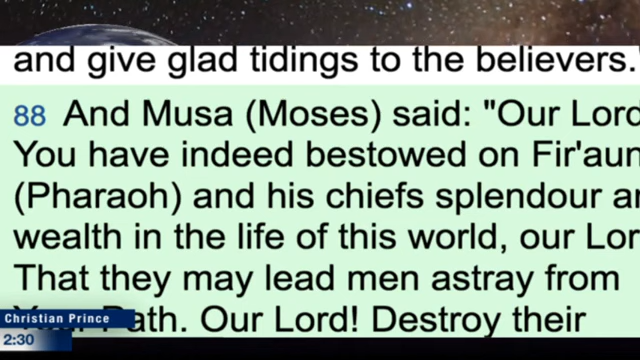 and give glad tidings to the believers.
88 And Musa (Moses) said: "Our Lord
You have indeed bestowed on Fir'aun
(Pharaoh) and his chiefs splendour
wealth in the life of this world, our
That they may lead men astray from
Path. Our Lord! Destroy their
Christian Prince
2:30